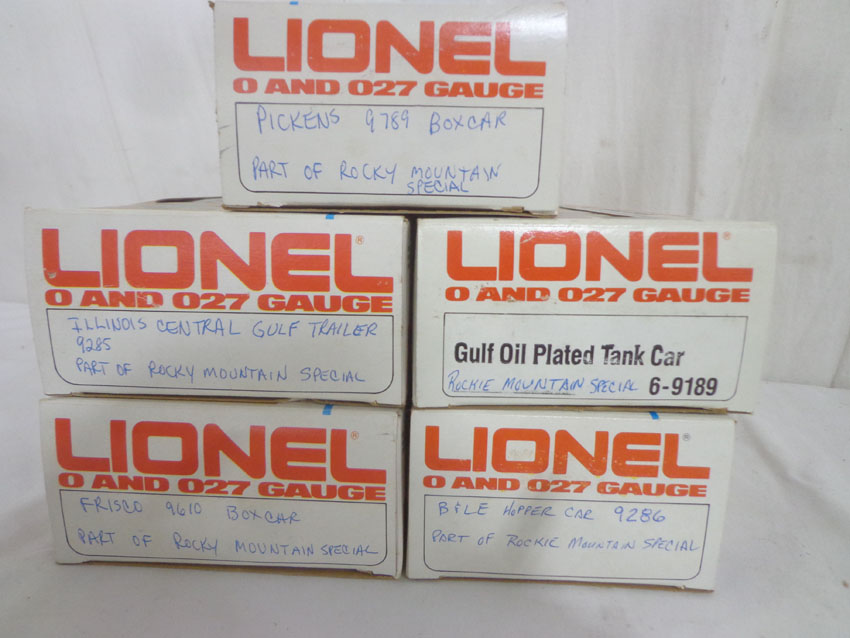 LIONEL
O AND O27 GAUGE
PICKENS 9789 BOXCAR
PART OF ROCKY MOUNTAIN
SPECIAL
LIONEL®
O AND O27 GAUGE
ILLINOIS CENTRAL GULF TRAILER
9285
PART OF ROCKY MOUNTAIN SPECIAL
LIONEL®
O AND O27 GAUGE
Gulf Oil Plated Tank Car
ROCKIE MOUNTAIN SPECIAL 6-9189
LIONEL®
O AND O27 GAUGE
FRISCO 9610 BOXCAR
PART OF ROCKY MOUNTAIN SPECIAL
LIONEL®
O AND O27 GAUGE
B&LE HOPPER CAR 9286
PART OF ROCKIE MOUNTAIN SPECIAL